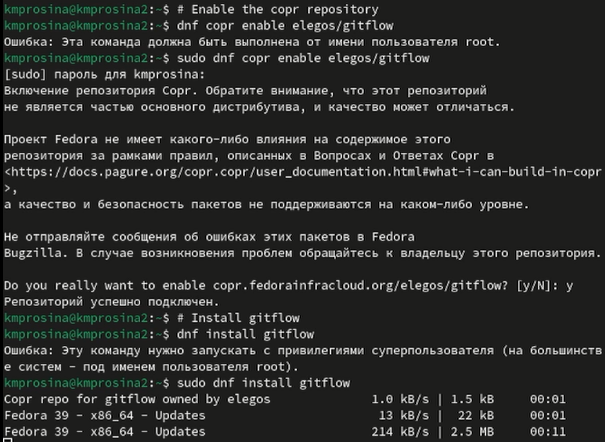 kmprosina@kmprosina2:~$ # Enable the copr repository
kmprosina@kmprosina2:~$ dnf copr enable elegos/gitflow
Ошибка: Эта команда должна быть выполнена от имени пользователя root.
kmprosina@kmprosina2:~$ sudo dnf copr enable elegos/gitflow
[sudo] пароль для kmprosina:
Включение репозитория Copr. Обратите внимание, что этот репозиторий
не является частью основного дистрибутива, и качество может отличаться.
Проект Fedora не имеет какого-либо влияния на содержимое этого
репозитория за рамками правил, описанных в Вопросах и Ответах Copr в
<https://docs.pagure.org/copr.copr/user_documentation.html#what-i-can-build-in-copr
>,
а качество и безопасность пакетов не поддерживаются на каком-либо уровне.
Не отправляйте сообщения об ошибках этих пакетов в Fedora
Bugzilla. В случае возникновения проблем обращайтесь к владельцу этого репозитория.
Do you really want to enable copr.fedorainfracloud.org/elegos/gitflow? [y/N]: y
Репозиторий успешно подключен.
kmprosina@kmprosina2:~$ # Install gitflow
kmprosina@kmprosina2:~$ dnf install gitflow
Ошибка: Эту команду нужно запускать с привилегиями суперпользователя (на большинств
е систем - под именем пользователя root).
kmprosina@kmprosina2:~$ sudo dnf install gitflow
Copr repo for gitflow owned by elegos 1.0 kB/s | 1.5 kB 00:01
Fedora 39 - x86_64 - Updates 13 kB/s | 22 kB 00:01
Fedora 39 - x86_64 - Updates 214 kB/s | 2.5 MB 00:11